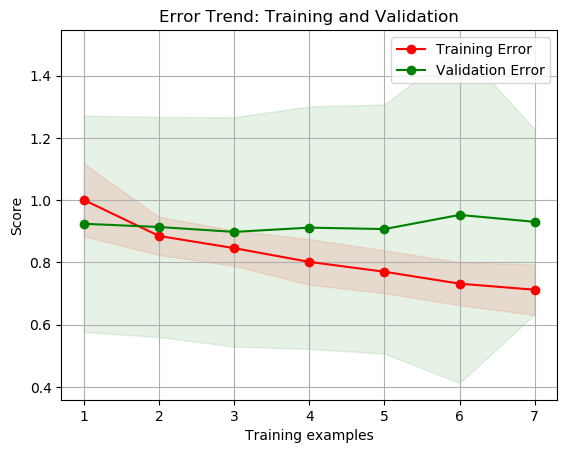 Error Trend: Training and Validation
Training Error
Validation Error
Score
1.4
1.2
1.0
0.8
0.6
0.4
1 2 3 4 5 6 7
Training examples